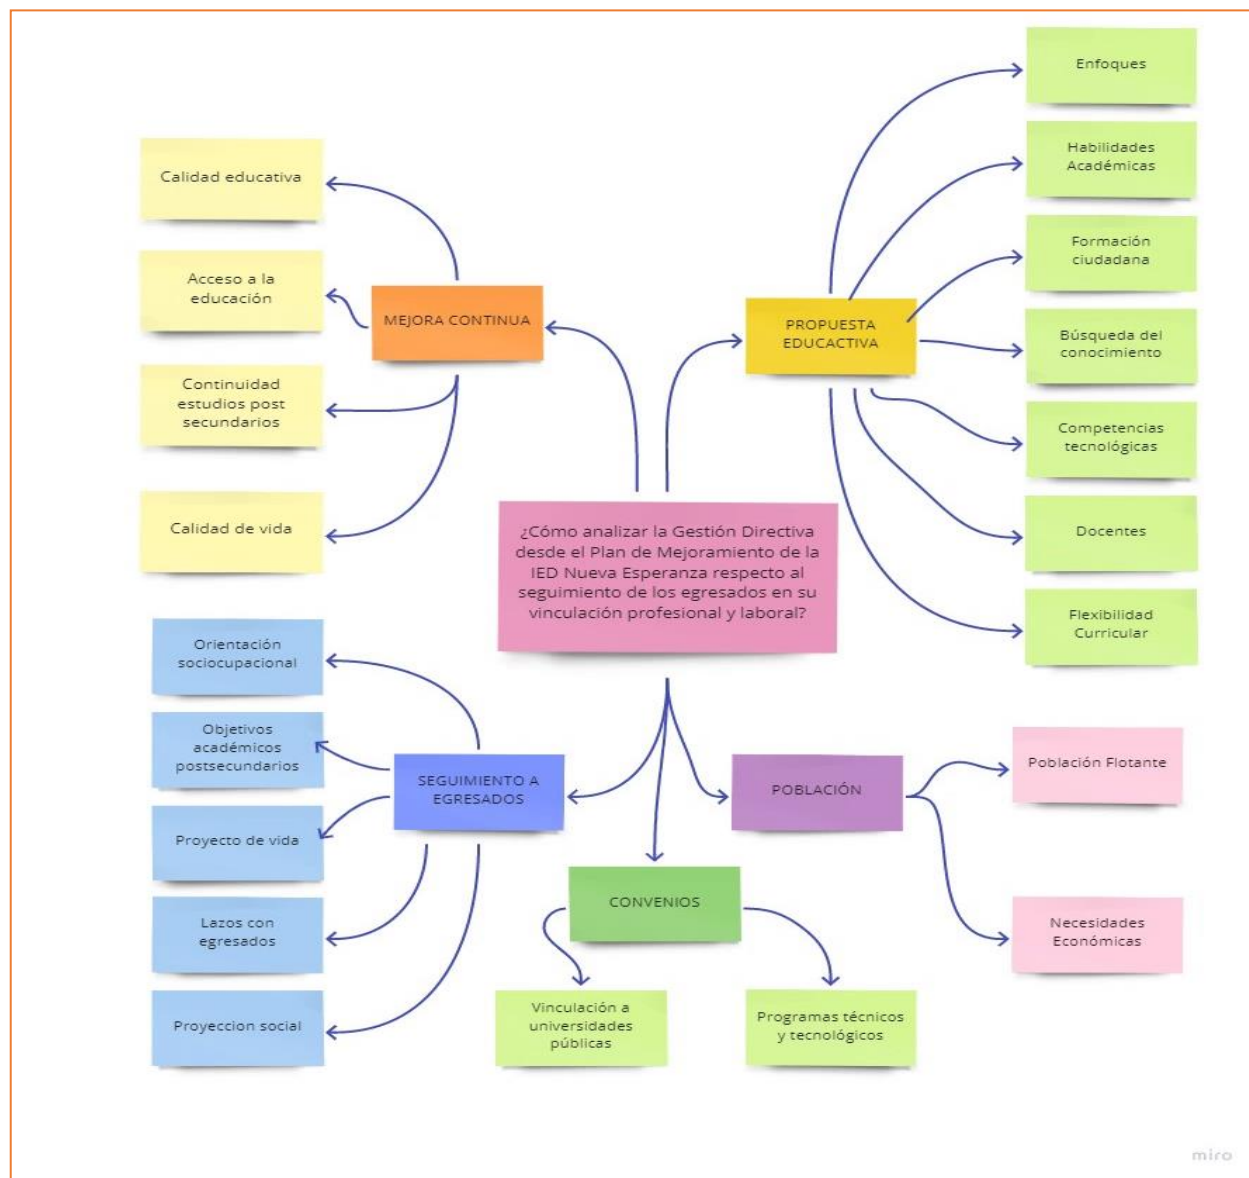 Calidad educativa
Acceso a la
educación
Continuidad
estudios post
secundarios
Calidad de vida
MEJORA CONTINUA
PROPUESTA
EDUCACTIVA
Enfoques
Habilidades
Académicas
Formación
ciudadana
Búsqueda del
conocimiento
Competencias
tecnológicas
Docentes
Flexibilidad
Curricular
¿Cómo analizar la Gestión Directiva
desde el Plan de Mejoramiento de la
IED Nueva Esperanza respecto al
seguimiento de los egresados en su
vinculación profesional y laboral?
Orientación
sociocupacional
Objetivos
académicos
postsecundarios
Proyecto de vida
Lazos con
egresados
Proyeccion social
SEGUIMIENTO A
EGRESADOS
CONVENIOS
Vinculación a
universidades
públicas
Programas técnicos
y tecnológicos
POBLACIÓN
Población Flotante
Necesidades
Económicas
miro